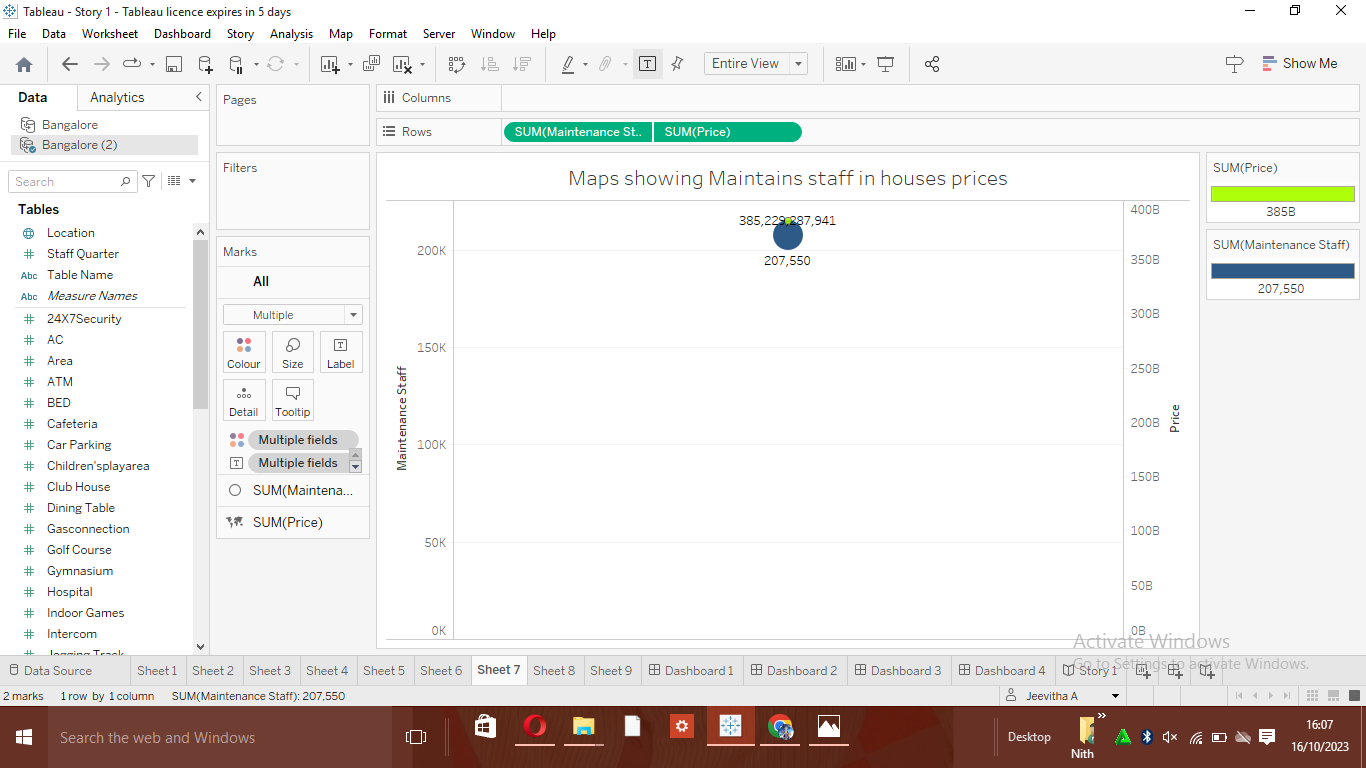 Tableau - Story 1 - Tableau licence expires in 5 days
File Data Worksheet Dashboard Story Analysis Map Format Server Window Help
Entire View
Show Me
Data Analytics
Bangalore
Bangalore (2)
Search
Tables
Location
Staff Quarter
Abc Table Name
Abc Measure Names
24X7Security
AC
Area
ATM
BED
Cafeteria
Car Parking
Children'splayarea
Club House
Dining Table
Gasconnection
Golf Course
Gymnasium
Hospital
Indoor Games
Intercom
Jogging Track
Pages
Filters
Marks
All
Multiple
Colour Size Label
Detail Tooltip
Multiple fields
Multiple fields
SUM(Maintena...
SUM(Price)
Columns
Rows SUM(Maintenance St.. SUM(Price)
Maps showing Maintains staff in houses prices
385,229,287,941
207,550
Maintenance Staff
200K
150K
100K
50K
0K
400B
350B
300B
250B
200B
150B
100B
50B
0B
Price
SUM(Price)
385B
SUM(Maintenance Staff)
207,550
Activate Windows
Go to Settings to activate Windows.
Data Source Sheet 1 Sheet 2 Sheet 3 Sheet 4 Sheet 5 Sheet 6 Sheet 7 Sheet 8 Sheet 9 Dashboard 1 Dashboard 2 Dashboard 3 Dashboard 4 Story 1
2 marks 1 row by 1 column SUM(Maintenance Staff): 207,550
Jeevitha A
Search the web and Windows
Desktop
Nith
16:07
16/10/2023